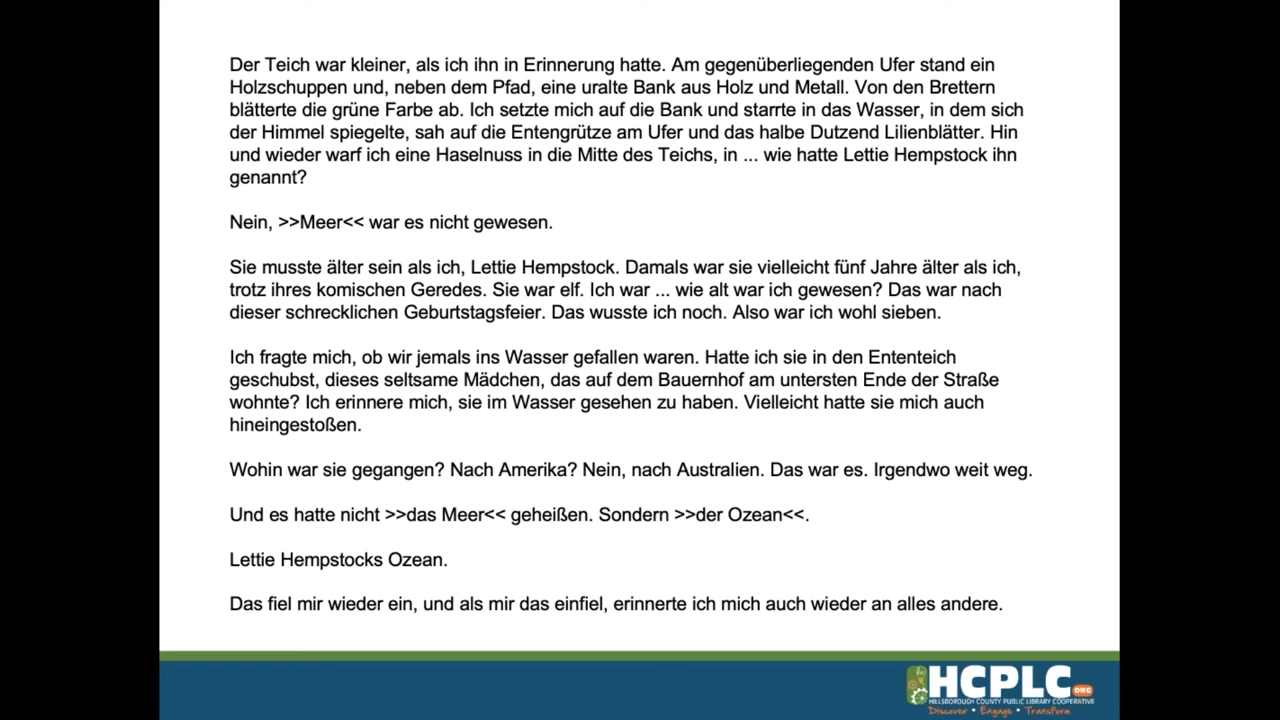 Der Teich war kleiner, als ich ihn in Erinnerung hatte. Am gegenüberliegenden Ufer stand ein
Holzschuppen und, neben dem Pfad, eine uralte Bank aus Holz und Metall. Von den Brettern
blätterte die grüne Farbe ab. Ich setzte mich auf die Bank und starrte in das Wasser, in dem sich
der Himmel spiegelte, sah auf die Entengrütze am Ufer und das halbe Dutzend Lilienblätter. Hin
und wieder warf ich eine Haselnuss in die Mitte des Teichs, in ... wie hatte Lettie Hempstock ihn
genannt?
Nein, >>Meer<< war es nicht gewesen.
Sie musste älter sein als ich, Lettie Hempstock. Damals war sie vielleicht fünf Jahre älter als ich,
trotz ihres komischen Geredes. Sie war elf. Ich war ... wie alt war ich gewesen? Das war nach
dieser schrecklichen Geburtstagsfeier. Das wusste ich noch. Also war ich wohl sieben.
Ich fragte mich, ob wir jemals ins Wasser gefallen waren. Hatte ich sie in den Ententeich
geschubst, dieses seltsame Mädchen, das auf dem Bauernhof am untersten Ende der Straße
wohnte? Ich erinnere mich, sie im Wasser gesehen zu haben. Vielleicht hatte sie mich auch
hineingestoßen.
Wohin war sie gegangen? Nach Amerika? Nein, nach Australien. Das war es. Irgendwo weit weg.
Und es hatte nicht >>das Meer<< geheißen. Sondern >>der Ozean<<.
Lettie Hempstocks Ozean.
Das fiel mir wieder ein, und als mir das einfiel, erinnerte ich mich auch wieder an alles andere.
HCPLC.ORG
HILLSBOROUGH COUNTY PUBLIC LIBRARY COOPERATIVE
Discover • Engage • Transform